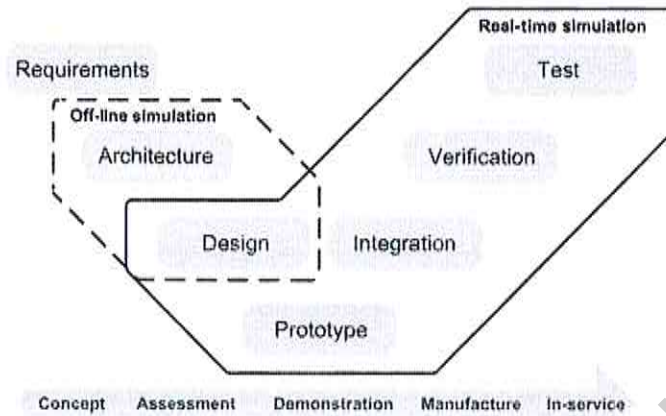 Real-time simulation
Requirements
Test
Off-line simulation
Architecture
Verification
Design
Integration
Prototype
Concept Assessment Demonstration Manufacture In-service